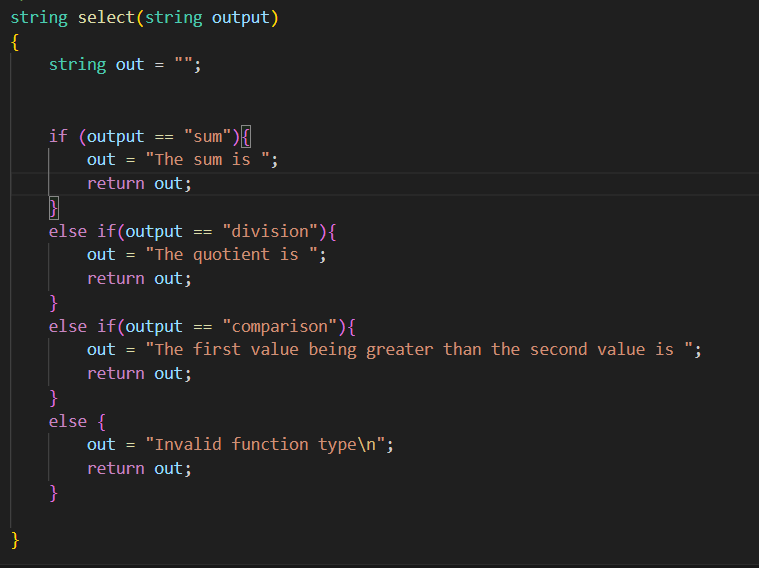 string select(string output)
{
    string out = "";
    if (output == "sum"){
        out = "The sum is ";
        return out;
    }
    else if(output == "division"){
        out = "The quotient is ";
        return out;
    }
    else if(output == "comparison"){
        out = "The first value being greater than the second value is ";
        return out;
    }
    else {
        out = "Invalid function type\n";
        return out;
    }
}